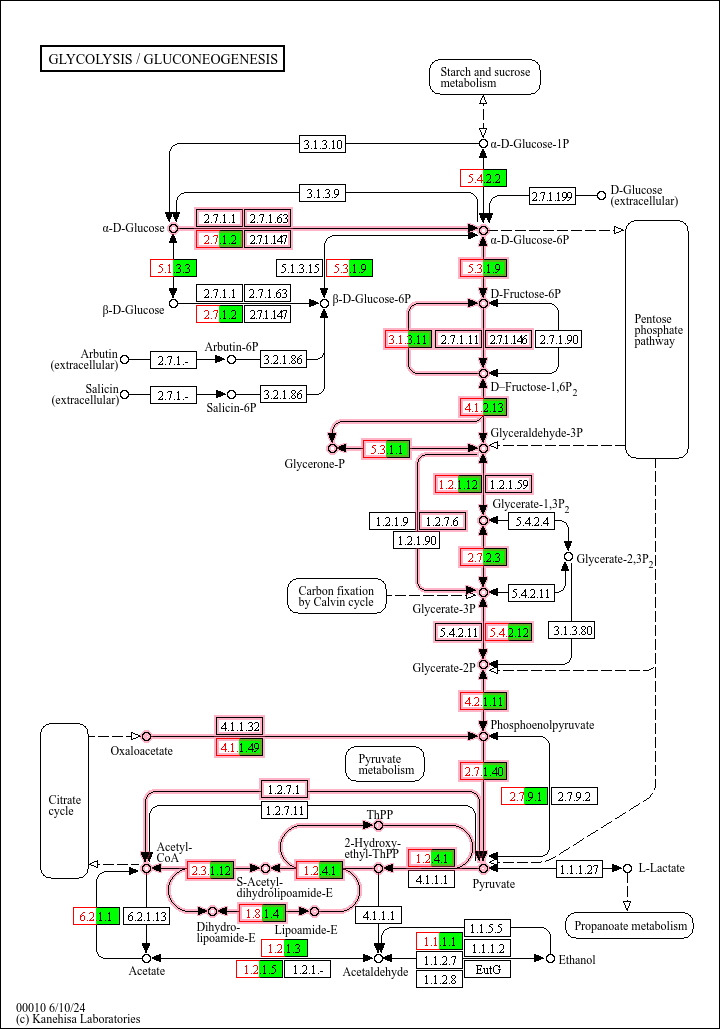 GLYCOLYSIS / GLUCONEOGENESIS
Starch and sucrose
metabolism
3.1.3.10
α-D-Glucose-1P
5.4.2.2
3.1.3.9
2.7.1.199
D-Glucose
(extracellular)
2.7.1.1
2.7.1.63
α-D-Glucose
2.7.1.2
2.7.1.147
α-D-Glucose-6P
5.1.3.3
5.1.3.15
5.3.1.9
5.3.1.9
2.7.1.1
2.7.1.63
β-D-Glucose
2.7.1.2
2.7.1.147
β-D-Glucose-6P
D-Fructose-6P
Pentose
phosphate
pathway
3.1.3.11
2.7.1.11
2.7.1.146
2.7.1.90
Arbutin
(extracellular)
2.7.1.-
Arbutin-6P
3.2.1.86
Salicin
(extracellular)
2.7.1.-
Salicin-6P
3.2.1.86
D-Fructose-1,6P2
4.1.2.13
Glyceraldehyde-3P
5.3.1.1
Glycerone-P
1.2.1.12
1.2.1.59
Glycerate-1,3P2
1.2.1.9
1.2.7.6
5.4.2.4
1.2.1.90
2.7.2.3
Glycerate-2,3P2
Carbon fixation
by Calvin cycle
5.4.2.11
Glycerate-3P
5.4.2.11
5.4.2.12
3.1.3.80
Glycerate-2P
4.2.1.11
4.1.1.32
Phosphoenolpyruvate
Oxaloacetate
4.1.1.49
Pyruvate
metabolism
2.7.1.40
Citrate
cycle
1.2.7.1
2.7.9.1
2.7.9.2
1.2.7.11
ThPP
2-Hydroxy-
ethyl-ThPP
Acetyl-
CoA
2.3.1.12
1.2.4.1
1.2.4.1
4.1.1.1
Pyruvate
1.1.1.27
L-Lactate
S-Acetyl-
dihydrolipoamide-E
6.2.1.1
6.2.1.13
1.8.1.4
Dihydro-
lipoamide-E
Lipoamide-E
4.1.1.1
Propanoate metabolism
1.2.1.3
1.2.1.5
1.2.1.-
Acetate
Acetaldehyde
1.1.5.5
1.1.1.1
1.1.1.2
1.1.2.7
EutG
1.1.2.8
Ethanol
00010 6/10/24
(c) Kanehisa Laboratories